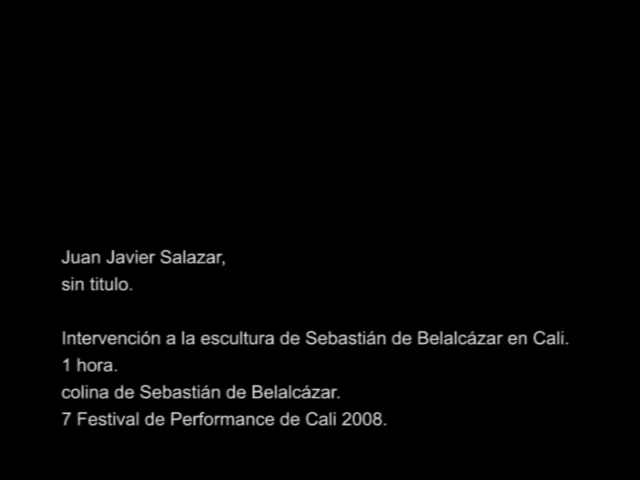 Juan Javier Salazar,
sin titulo.
Intervención a la escultura de Sebastián de Belalcázar en Cali.
1 hora.
colina de Sebastián de Belalcázar.
7 Festival de Performance de Cali 2008.